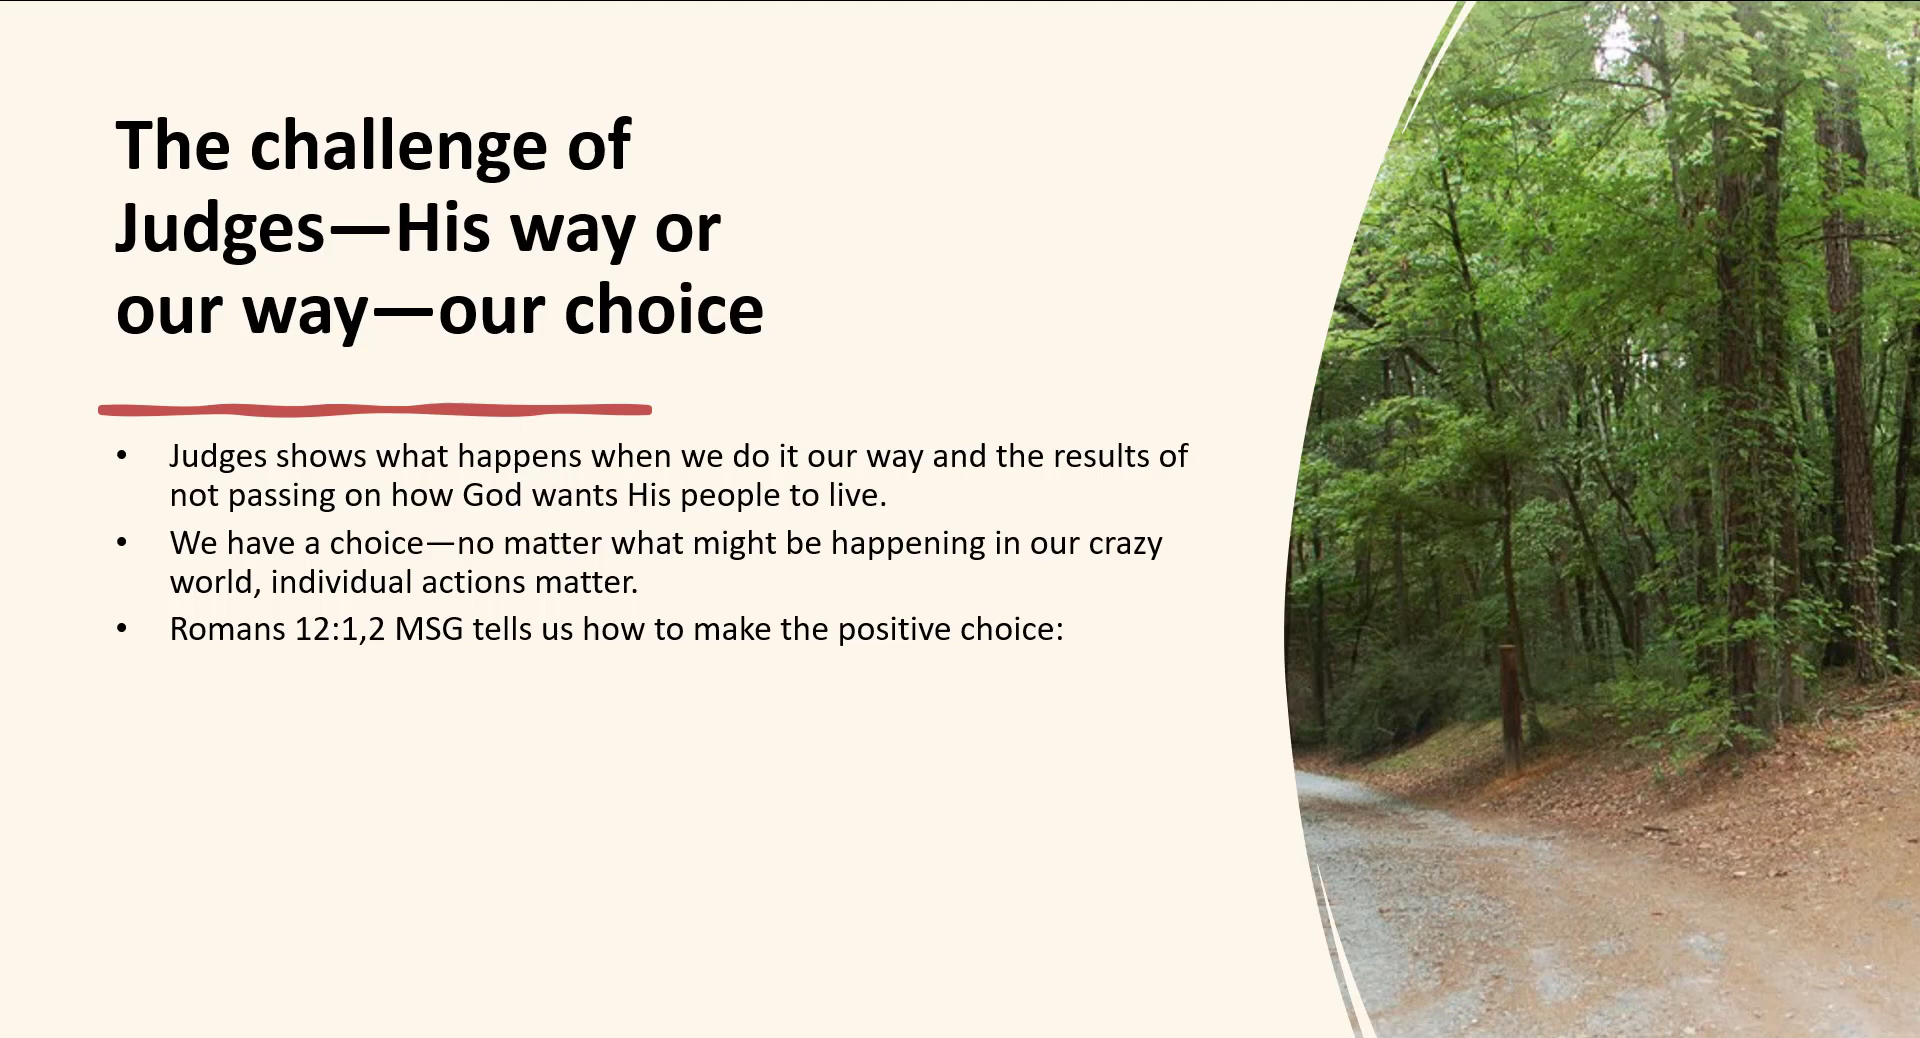 The challenge of
Judges—His way or
our way—our choice
• Judges shows what happens when we do it our way and the results of
not passing on how God wants His people to live.
• We have a choice—no matter what might be happening in our crazy
world, individual actions matter.
• Romans 12:1,2 MSG tells us how to make the positive choice: